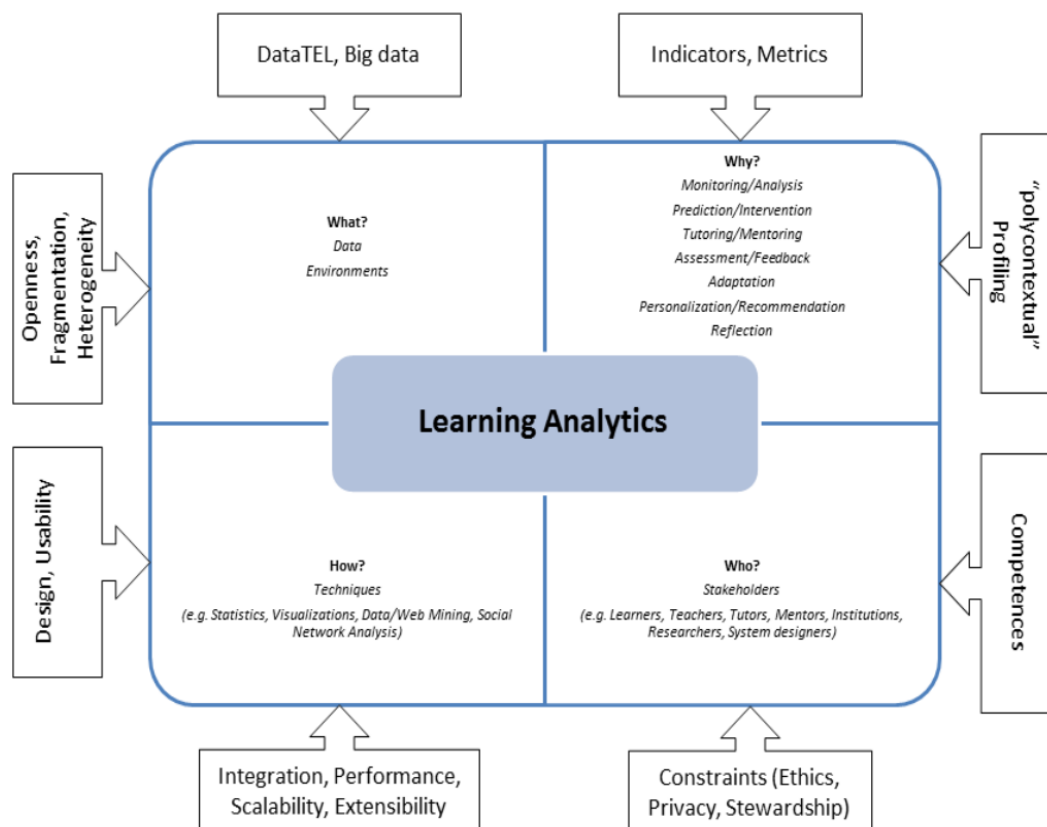 DataTEL, Big data
Indicators, Metrics
Openness,
Fragmentation,
Heterogeneity
What?
Data
Environments
Why?
Monitoring/Analysis
Prediction/Intervention
Tutoring/Mentoring
Assessment/Feedback
Adaptation
Personalization/Recommendation
Reflection
“polycontextual”
Profiling
Learning Analytics
Design, Usability
How?
Techniques
(e.g. Statistics, Visualizations, Data/Web Mining, Social
Network Analysis)
Who?
Stakeholders
(e.g. Learners, Teachers, Tutors, Mentors, Institutions,
Researchers, System designers)
Competences
Integration, Performance,
Scalability, Extensibility
Constraints (Ethics,
Privacy, Stewardship)